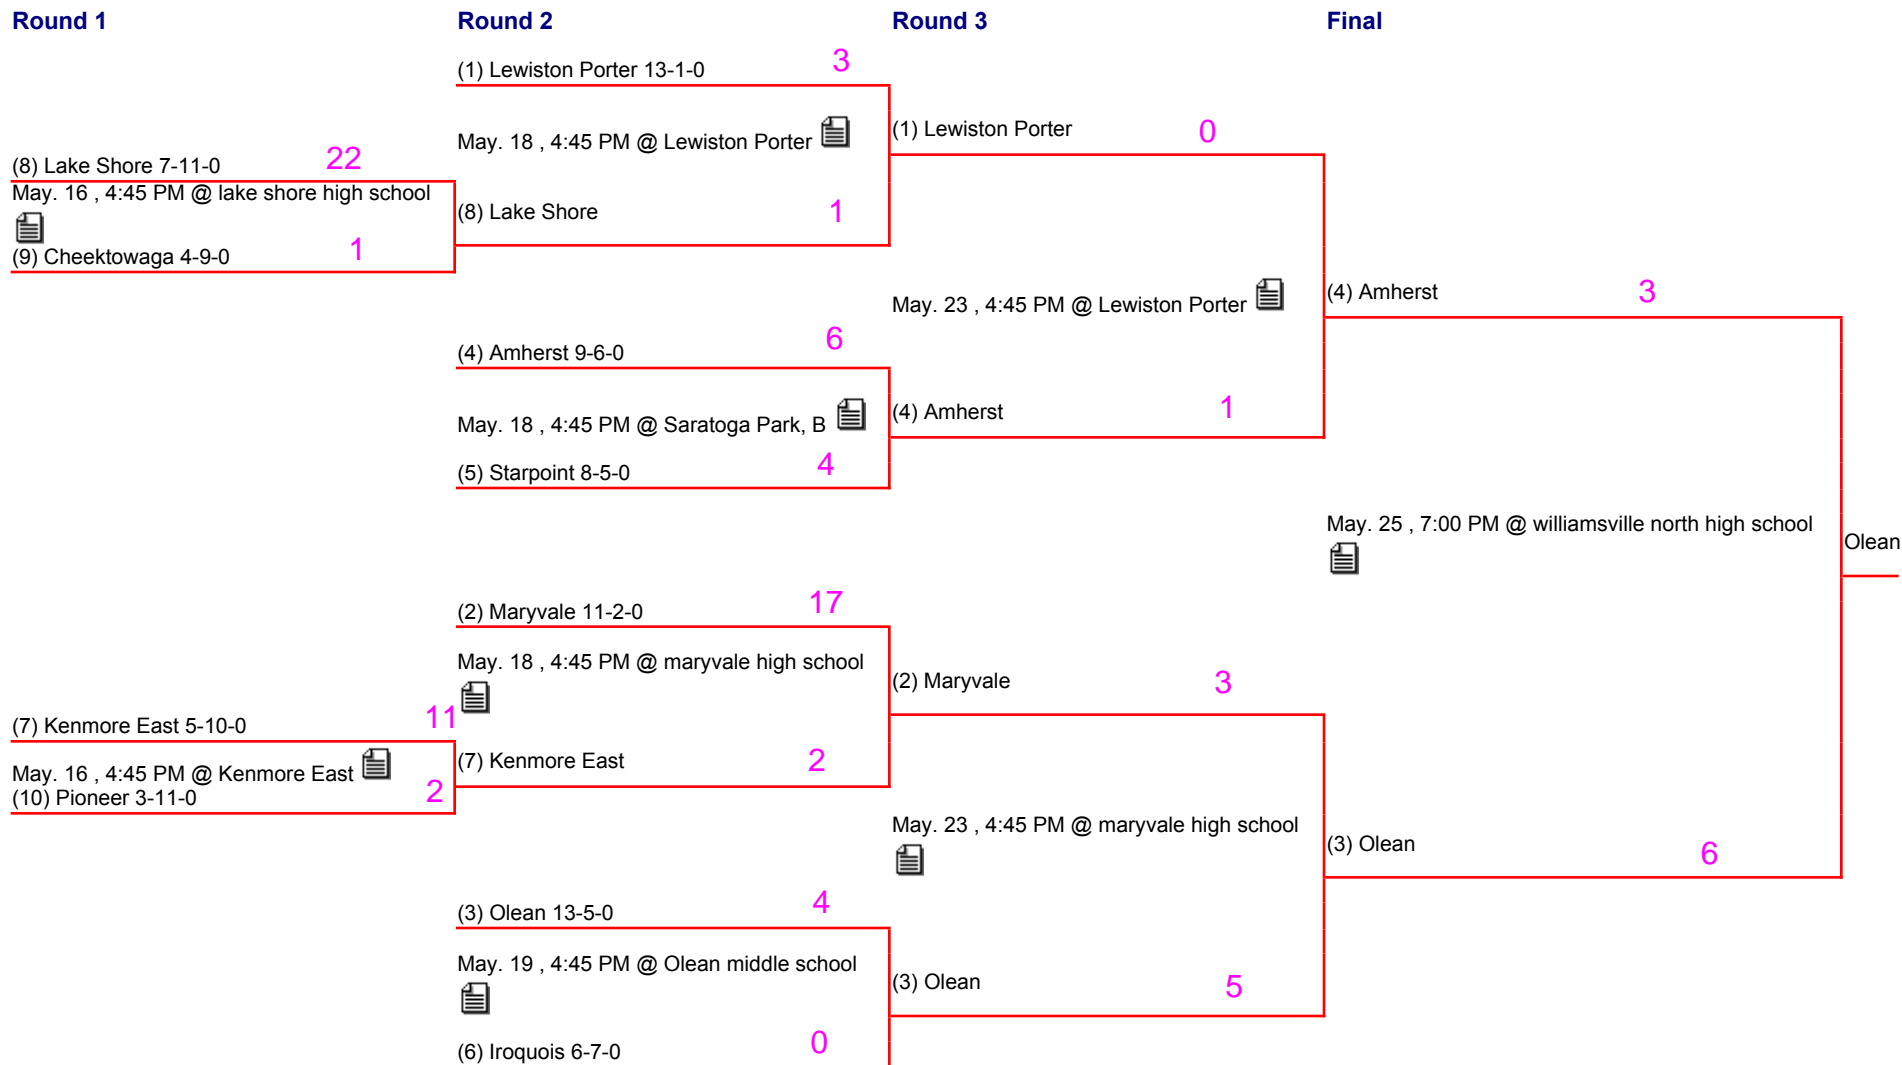 Round 1
Round 2
Round 3
Final
(8) Lake Shore 7-11-0 22
May. 16 , 4:45 PM @ lake shore high school
(9) Cheektowaga 4-9-0 1
(7) Kenmore East 5-10-0 11
May. 16 , 4:45 PM @ Kenmore East
(10) Pioneer 3-11-0 2
(1) Lewiston Porter 13-1-0 3
May. 18 , 4:45 PM @ Lewiston Porter
(8) Lake Shore 1
(4) Amherst 9-6-0 6
May. 18 , 4:45 PM @ Saratoga Park, B
(5) Starpoint 8-5-0 4
(2) Maryvale 11-2-0 17
May. 18 , 4:45 PM @ maryvale high school
(7) Kenmore East 2
(3) Olean 13-5-0 4
May. 19 , 4:45 PM @ Olean middle school
(6) Iroquois 6-7-0 0
(1) Lewiston Porter 0
May. 23 , 4:45 PM @ Lewiston Porter
(4) Amherst 1
(2) Maryvale 3
May. 23 , 4:45 PM @ maryvale high school
(3) Olean 5
(4) Amherst 3
May. 25 , 7:00 PM @ williamsville north high school
(3) Olean 6
Olean